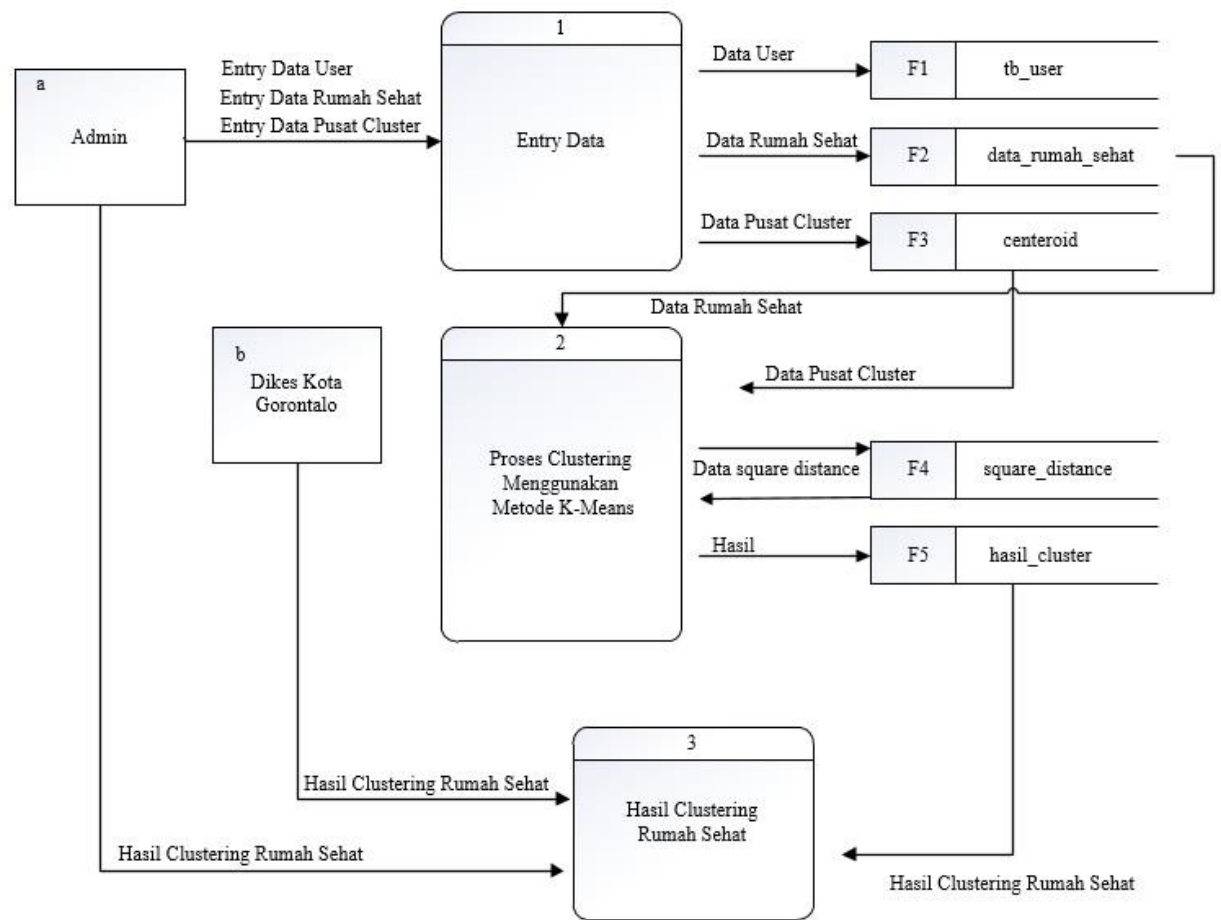 a
Admin
Entry Data User
Entry Data Rumah Sehat
Entry Data Pusat Cluster
1
Entry Data
Data User
F1
tb_user
Data Rumah Sehat
F2
data_rumah_sehat
Data Pusat Cluster
F3
centeroid
Data Rumah Sehat
b
Dikes Kota
Gorontalo
2
Proses Clustering
Menggunakan
Metode K-Means
Data Pusat Cluster
Data square distance
F4
square_distance
Hasil
F5
hasil_cluster
3
Hasil Clustering
Rumah Sehat
Hasil Clustering Rumah Sehat
Hasil Clustering Rumah Sehat
Hasil Clustering Rumah Sehat